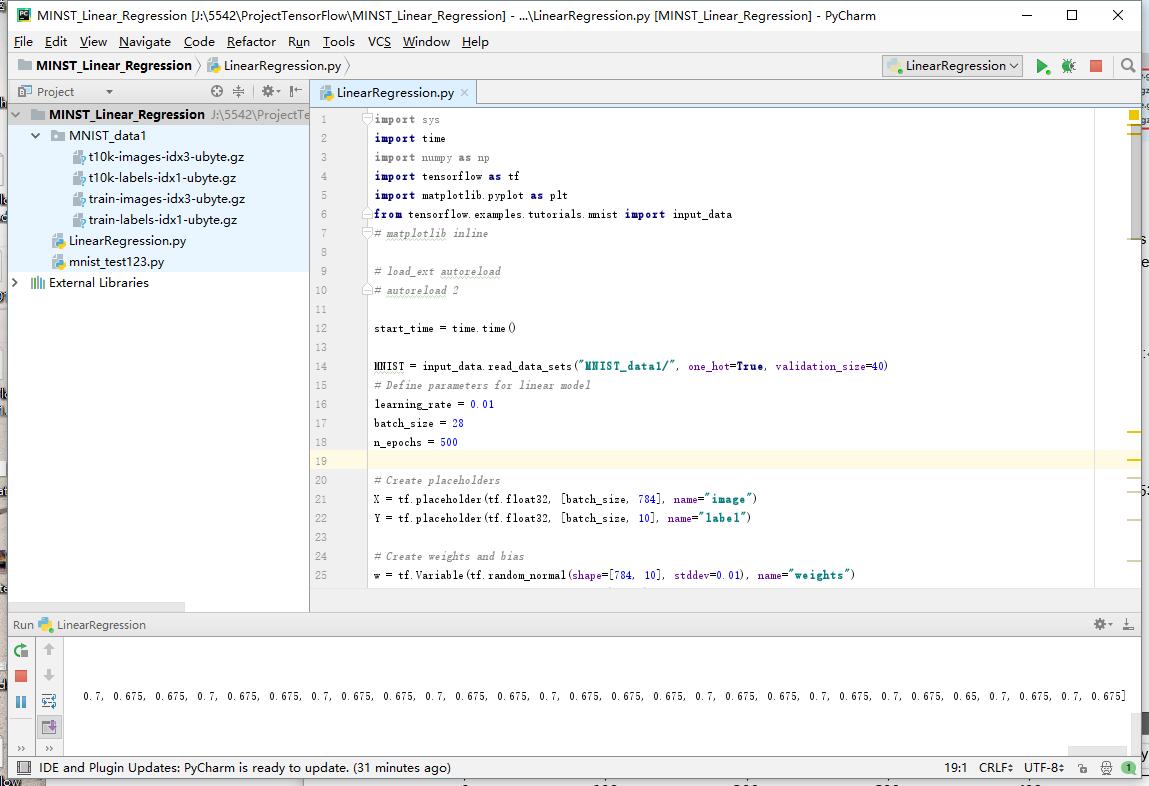 MINST_Linear_Regression [J:\5542\ProjectTensorFlow\MINST_Linear_Regression] - ...\LinearRegression.py [MINST_Linear_Regression] - PyCharm
File Edit View Navigate Code Refactor Run Tools VCS Window Help
MINST_Linear_Regression LinearRegression.py LinearRegression
Project LinearRegression.py
MINST_Linear_Regression J:\5542\ProjectTe
MNIST_data1
t10k-images-idx3-ubyte.gz
t10k-labels-idx1-ubyte.gz
train-images-idx3-ubyte.gz
train-labels-idx1-ubyte.gz
LinearRegression.py
mnist_test123.py
External Libraries
1 import sys
2 import time
3 import numpy as np
4 import tensorflow as tf
5 import matplotlib.pyplot as plt
6 from tensorflow.examples.tutorials.mnist import input_data
7 # matplotlib inline
8
9 # load_ext autoreload
10 # autoreload 2
11
12 start_time = time.time()
13
14 MNIST = input_data.read_data_sets("MNIST_data1/", one_hot=True, validation_size=40)
15 # Define parameters for linear model
16 learning_rate = 0.01
17 batch_size = 28
18 n_epochs = 500
19
20 # Create placeholders
21 X = tf.placeholder(tf.float32, [batch_size, 784], name="image")
22 Y = tf.placeholder(tf.float32, [batch_size, 10], name="label")
23
24 # Create weights and bias
25 w = tf.Variable(tf.random_normal(shape=[784, 10], stddev=0.01), name="weights")
Run LinearRegression
0.7, 0.675, 0.675, 0.7, 0.675, 0.675, 0.7, 0.675, 0.675, 0.7, 0.675, 0.675, 0.7, 0.675, 0.675, 0.675, 0.7, 0.675, 0.675, 0.7, 0.675, 0.7, 0.675, 0.65, 0.7, 0.675, 0.7, 0.675]
IDE and Plugin Updates: PyCharm is ready to update. (31 minutes ago) 19:1 CRLF UTF-8 1